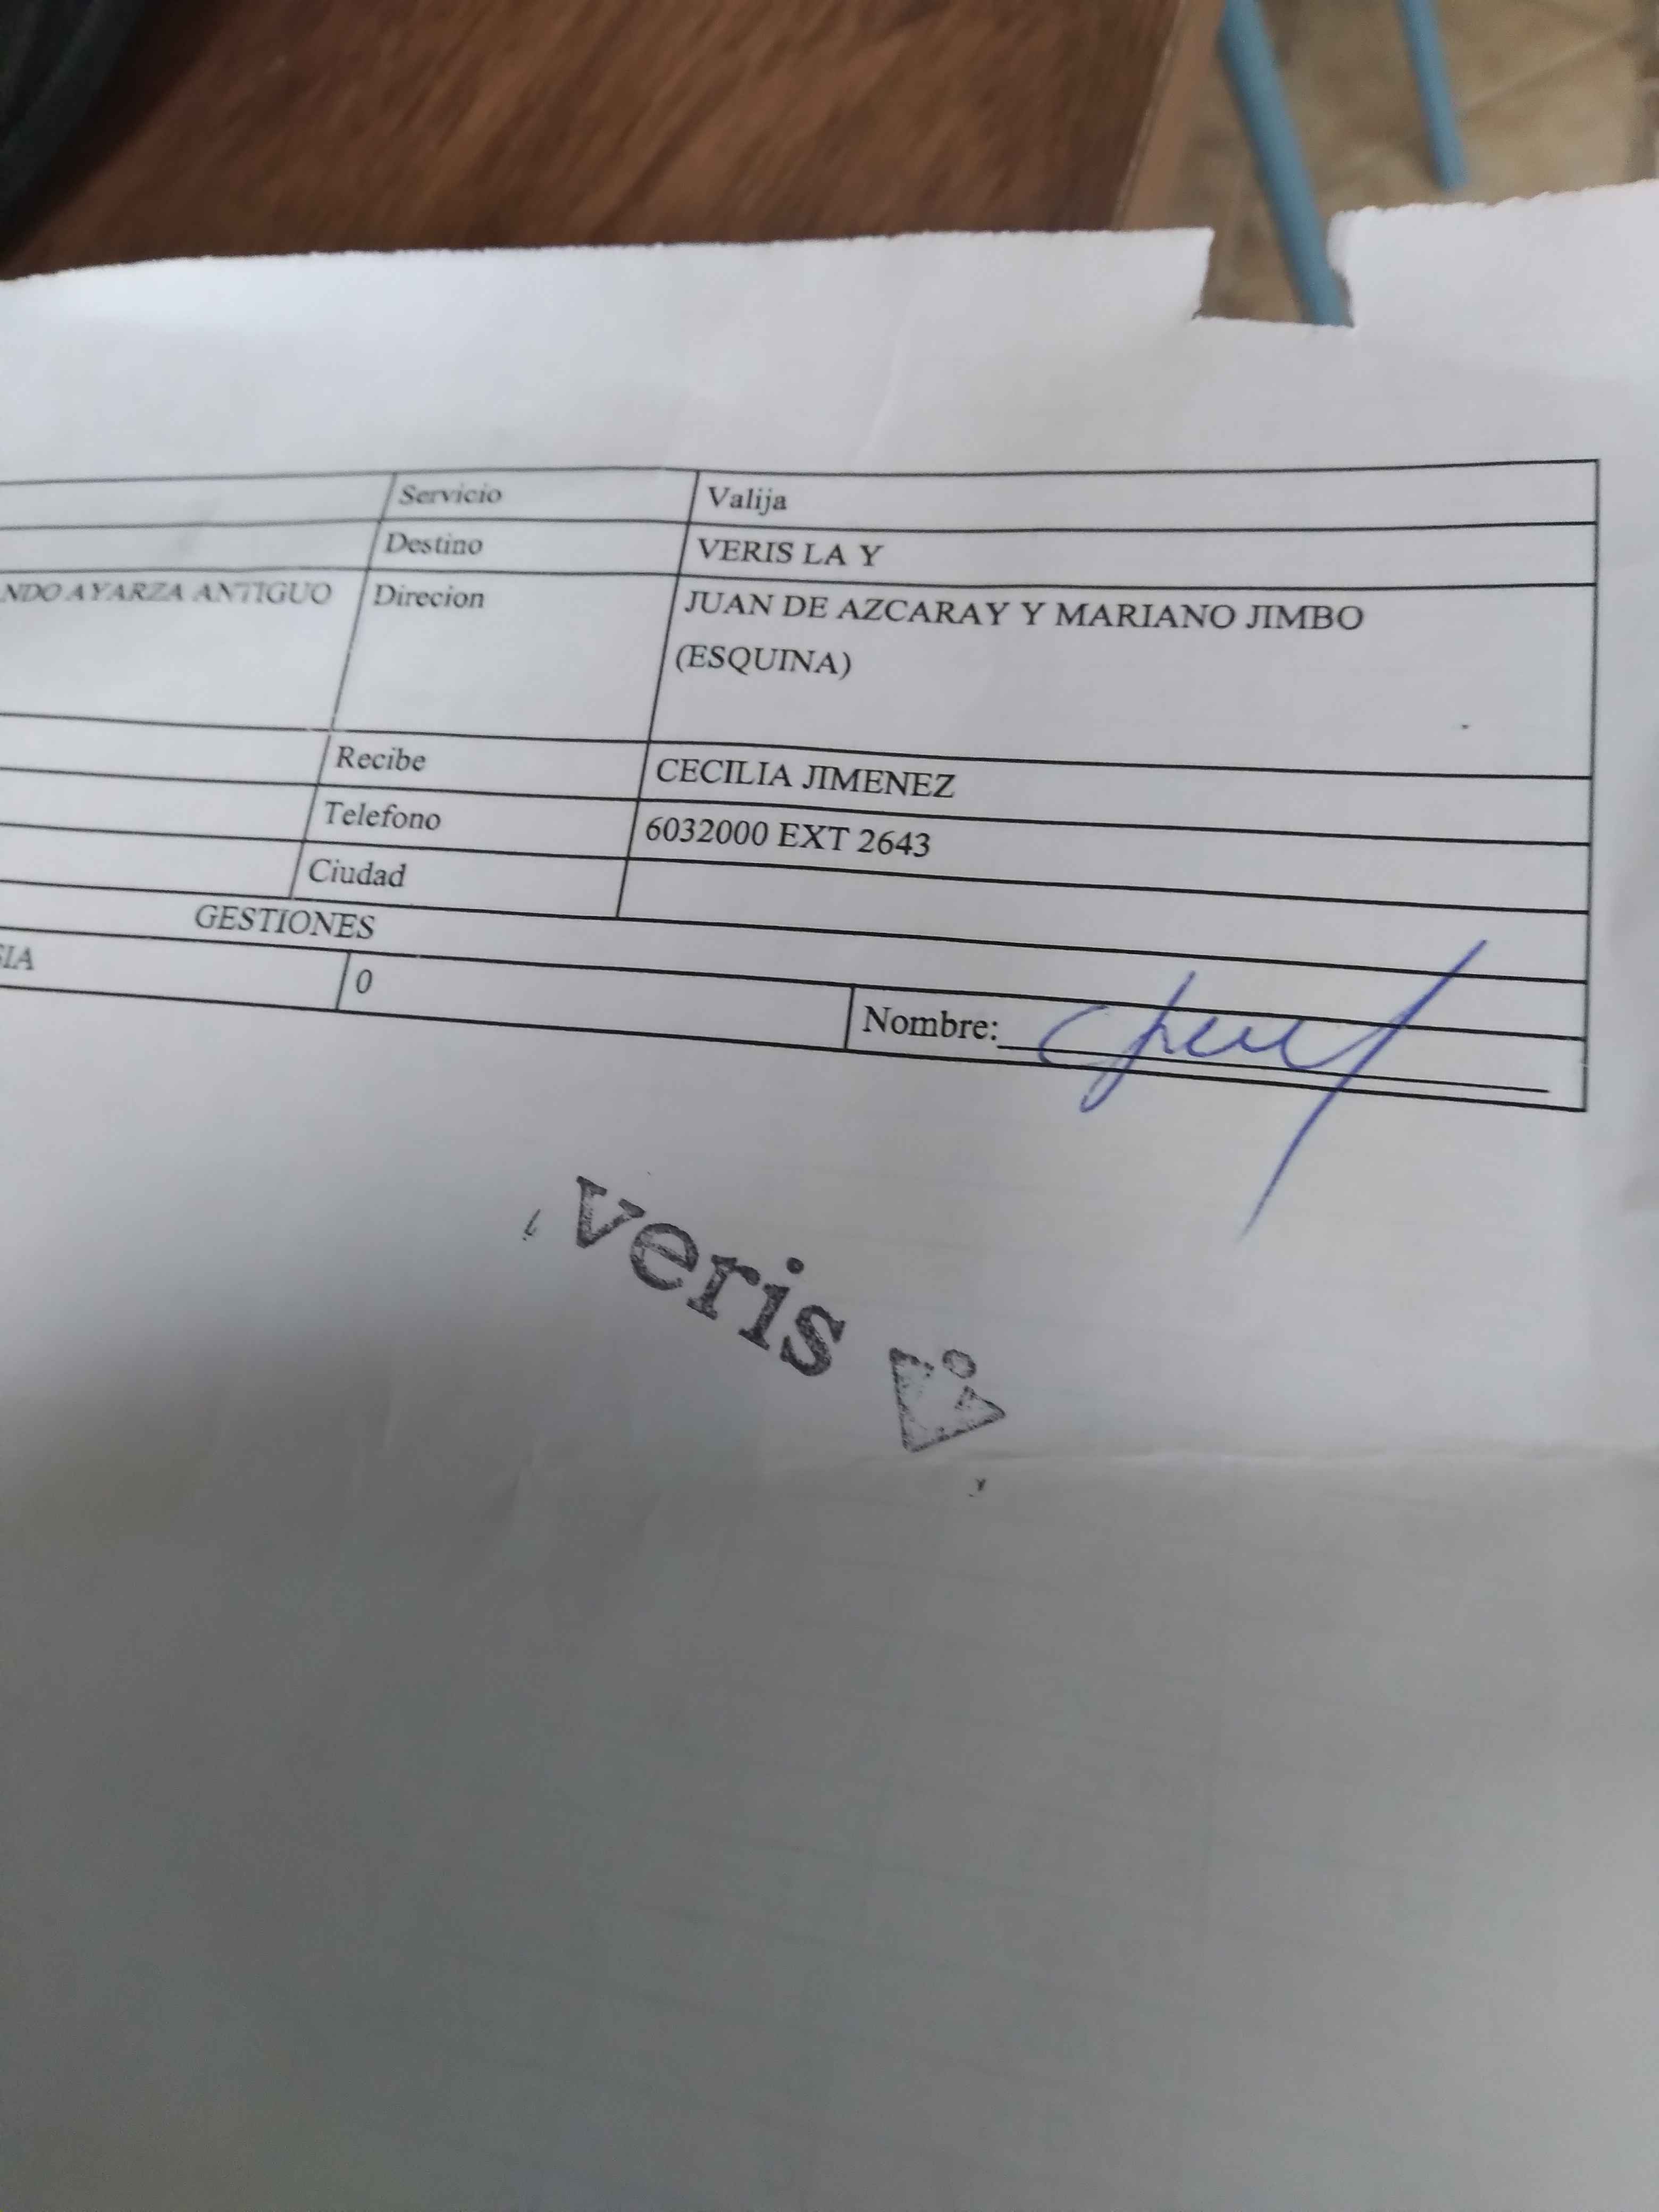 Servicio Valija
Destino VERIS LA Y
NDO AYARZA ANTIGUO Direcion JUAN DE AZCARAY Y MARIANO JIMBO
(ESQUINA)
Recibe CECILIA JIMENEZ
Telefono 6032000 EXT 2643
Ciudad
GESTIONES
SIA 0 Nombre:
veris